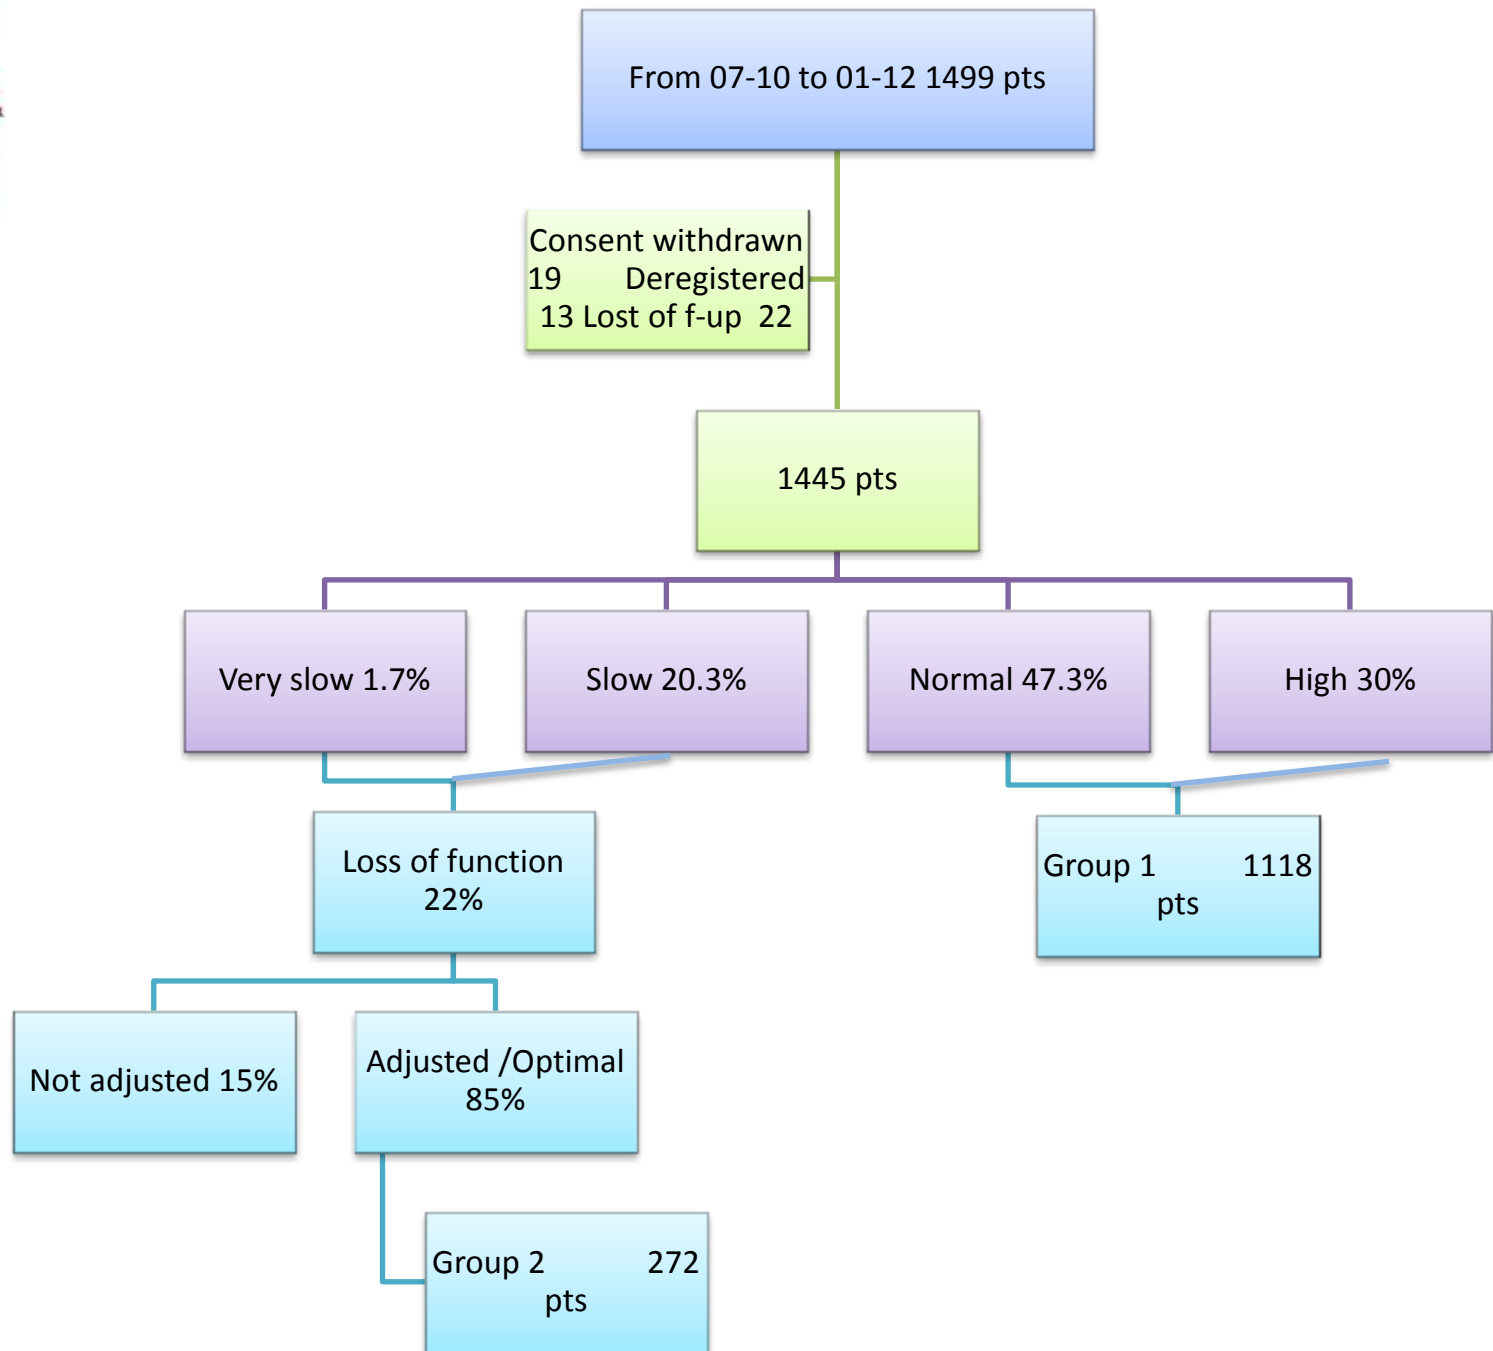 From 07-10 to 01-12 1499 pts
Consent withdrawn
19 Deregistered
13 Lost of f-up 22
1445 pts
Very slow 1.7%
Slow 20.3%
Normal 47.3%
High 30%
Loss of function
22%
Group 1 1118
pts
Not adjusted 15%
Adjusted /Optimal
85%
Group 2 272
pts